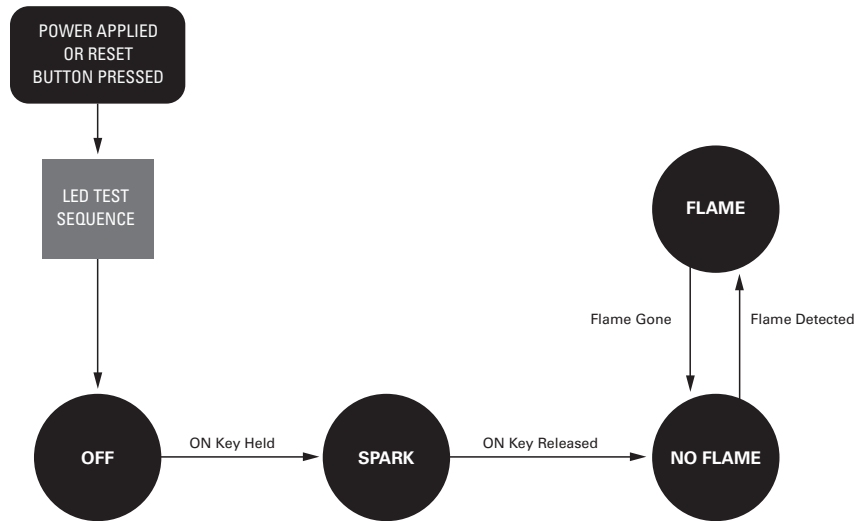 POWER APPLIED
OR RESET
BUTTON PRESSED
LED TEST
SEQUENCE
FLAME
Flame Gone
Flame Detected
OFF
ON Key Held
SPARK
ON Key Released
NO FLAME